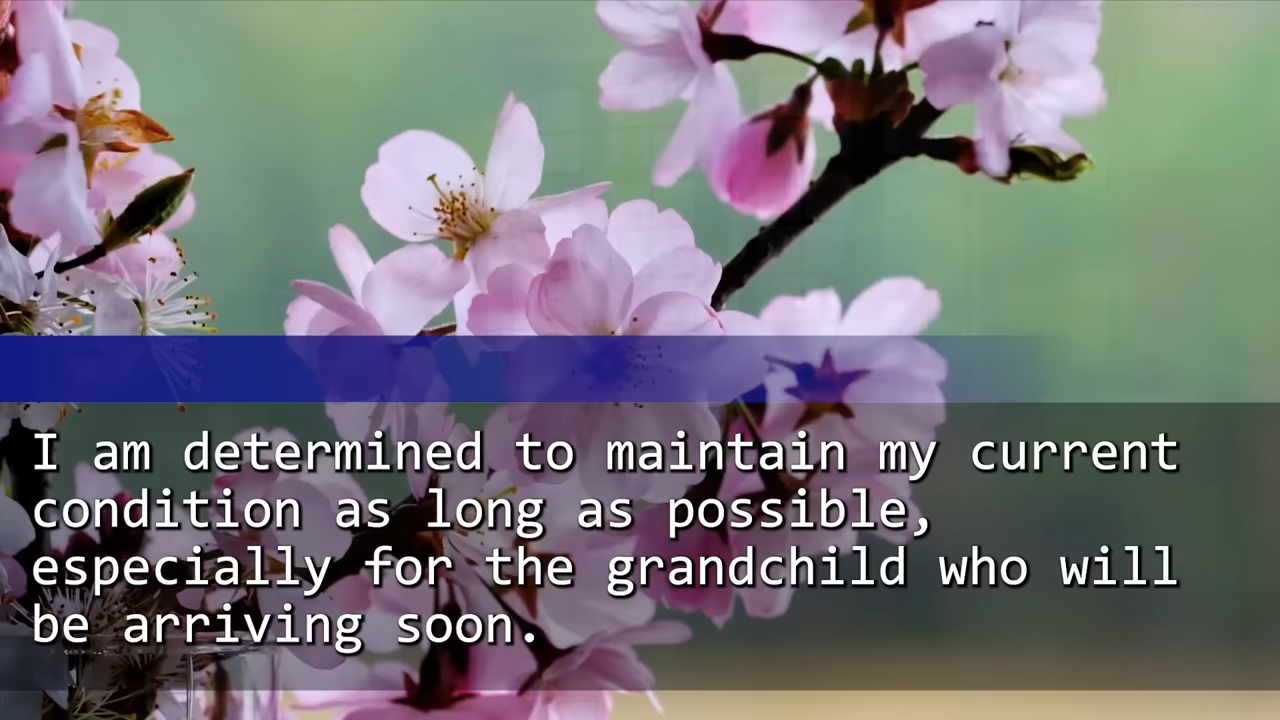 I am determined to maintain my current
condition as long as possible,
especially for the grandchild who will
be arriving soon.